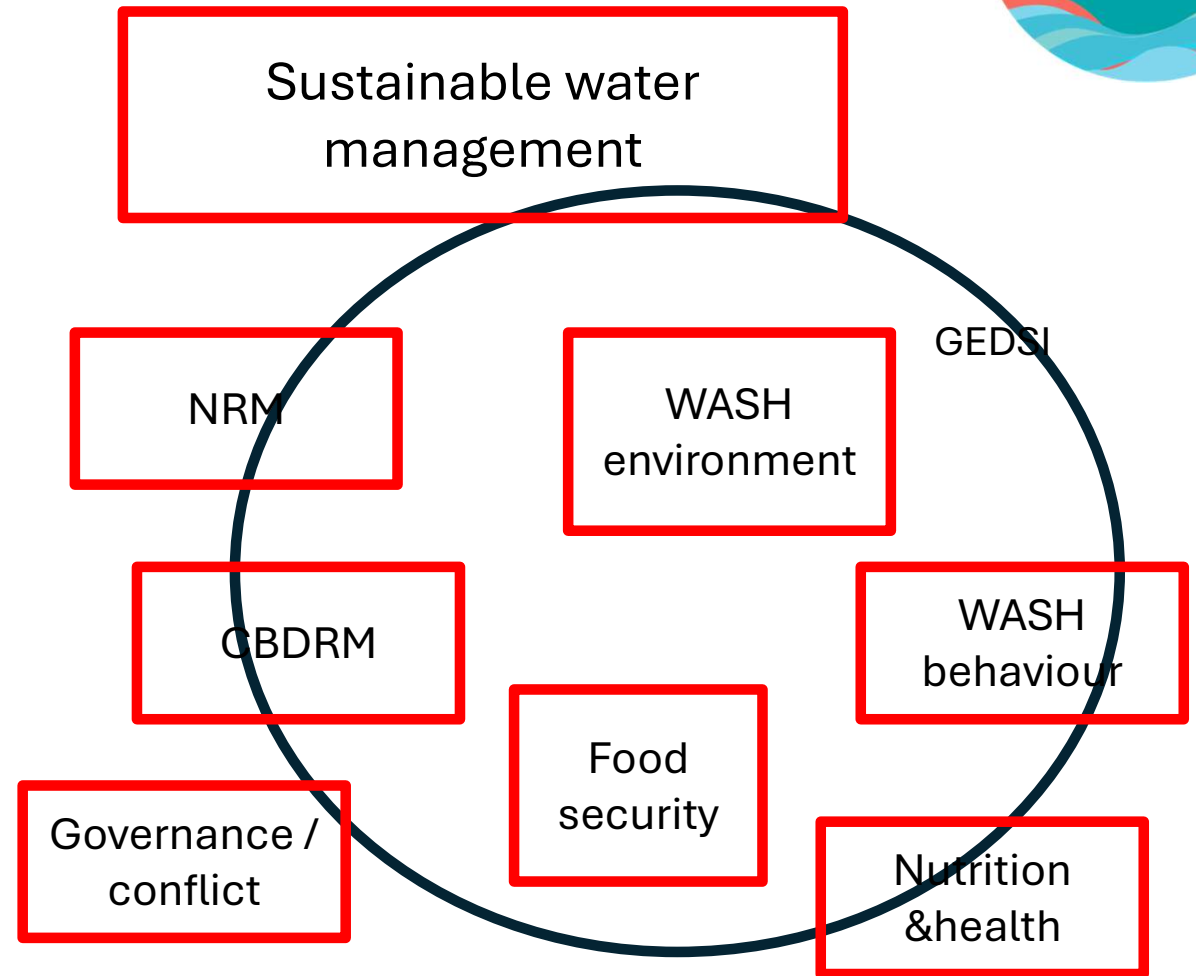 Sustainable water
management
GEDSI
NRM
WASH
environment
CBDRM
WASH
behaviour
Food
security
Governance /
conflict
Nutrition
&health